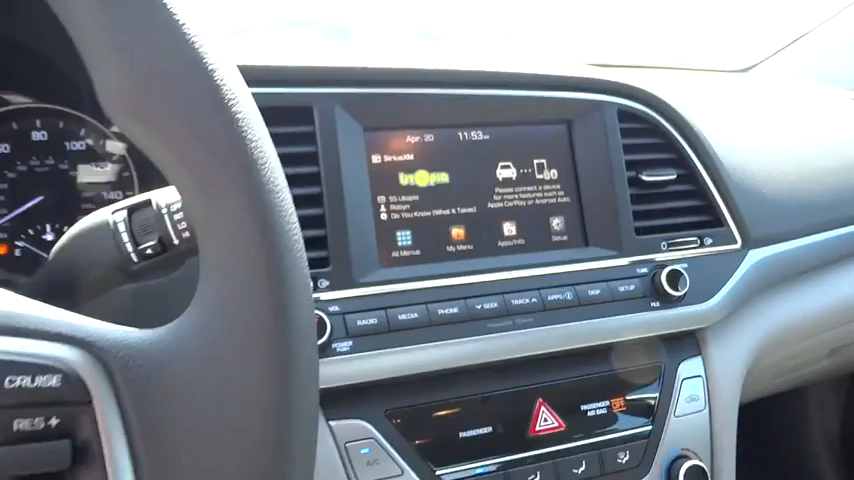 Apr. 20 11:53
SiriusXM
utopia
55 Utopia
Robyn
Do You Know (What It Takes)
Please connect a device
for more features such as
Apple CarPlay or Android Auto.
All Menus
My Menu
Apps/Info
Setup
VOL
RADIO
MEDIA
PHONE
SEEK
TRACK
APPS
DISP
SETUP
TUNE
FILE
POWER
PUSH
PASSENGER
PASSENGER
AIR BAG
OFF
A/C
CRUISE
RES +
80
100
140
OFF